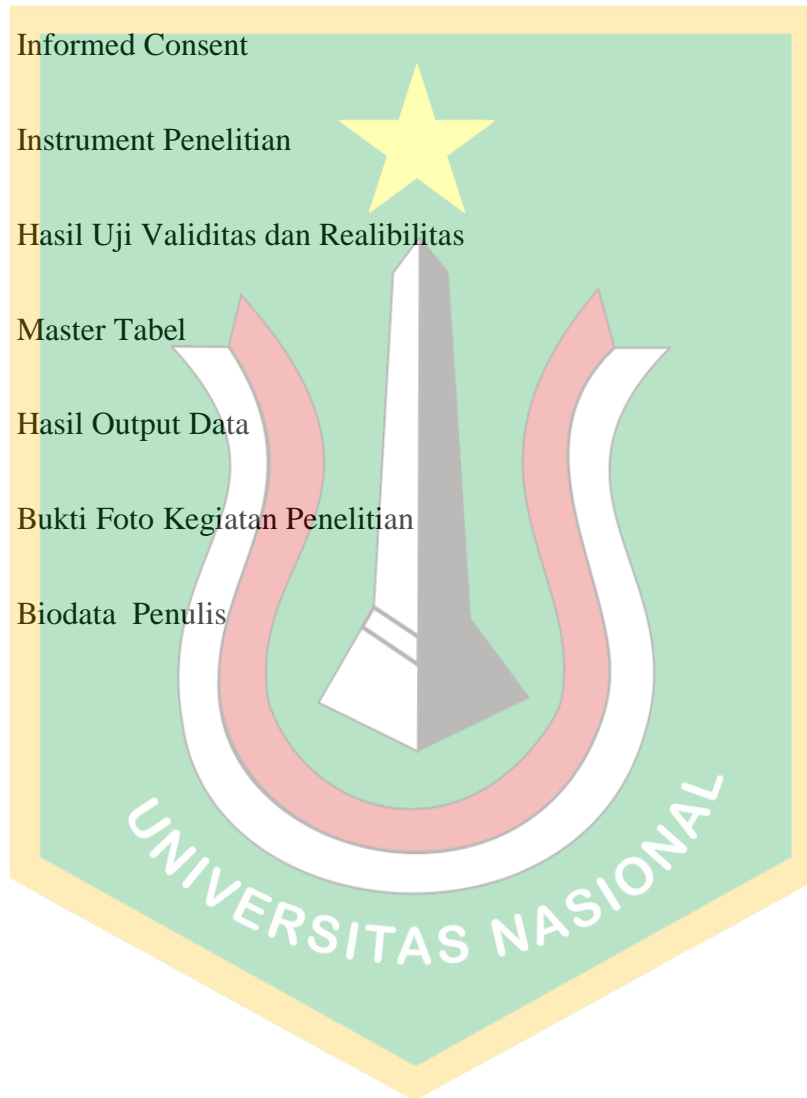 Informed Consent
Instrument Penelitian
Hasil Uji Validitas dan Realibilitas
Master Tabel
Hasil Output Data
Bukti Foto Kegiatan Penelitian
Biodata  Penulis
UNIVERSITAS NASIONAL